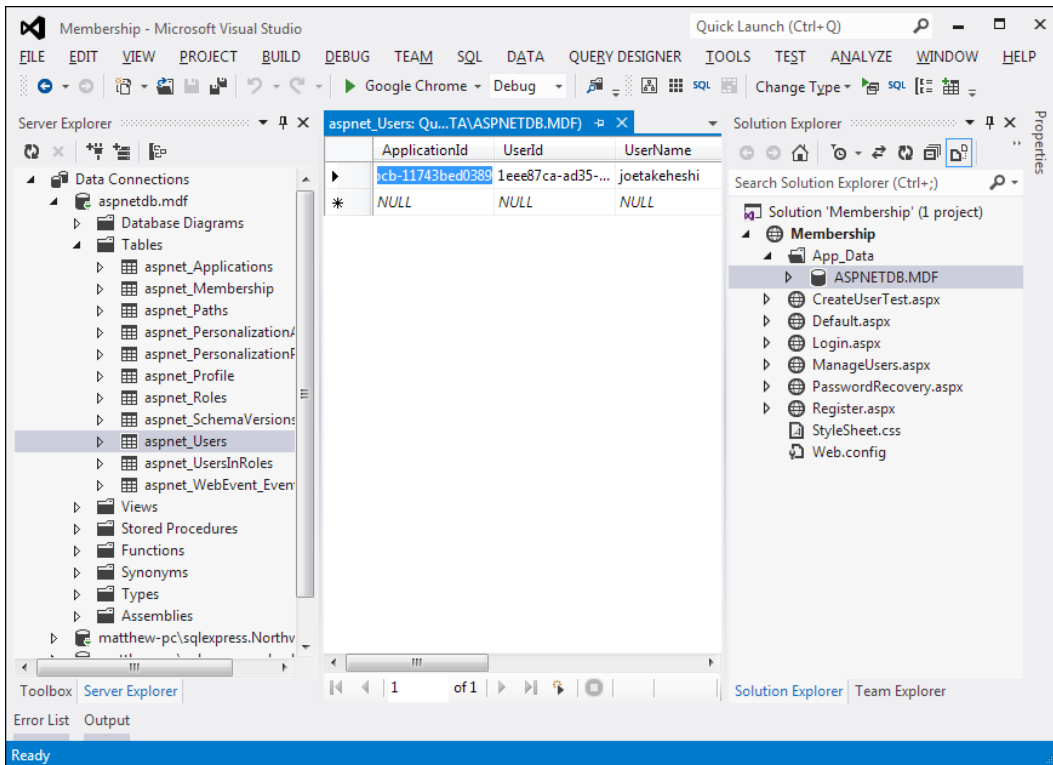 Membership - Microsoft Visual Studio
Quick Launch (Ctrl+Q)
FILE EDIT VIEW PROJECT BUILD DEBUG TEAM SQL DATA QUERY DESIGNER TOOLS TEST ANALYZE WINDOW HELP
Google Chrome Debug SQL Change Type SQL
Server Explorer
Data Connections
aspnetdb.mdf
Database Diagrams
Tables
aspnet_Applications
aspnet_Membership
aspnet_Paths
aspnet_PersonalizationA
aspnet_PersonalizationP
aspnet_Profile
aspnet_Roles
aspnet_SchemaVersions
aspnet_Users
aspnet_UsersInRoles
aspnet_WebEvent_Even
Views
Stored Procedures
Functions
Synonyms
Types
Assemblies
matthew-pc\sqlexpress.Northw
Toolbox Server Explorer
aspnet_Users: Qu...TA\ASPNETDB.MDF)
ApplicationId UserId UserName
bcb-11743bed0389 1eee87ca-ad35-... joetakeheshi
NULL NULL NULL
1 of 1
Solution Explorer
Search Solution Explorer (Ctrl+;)
Solution 'Membership' (1 project)
Membership
App_Data
ASPNETDB.MDF
CreateUserTest.aspx
Default.aspx
Login.aspx
ManageUsers.aspx
PasswordRecovery.aspx
Register.aspx
StyleSheet.css
Web.config
Solution Explorer Team Explorer
Properties
Error List Output
Ready